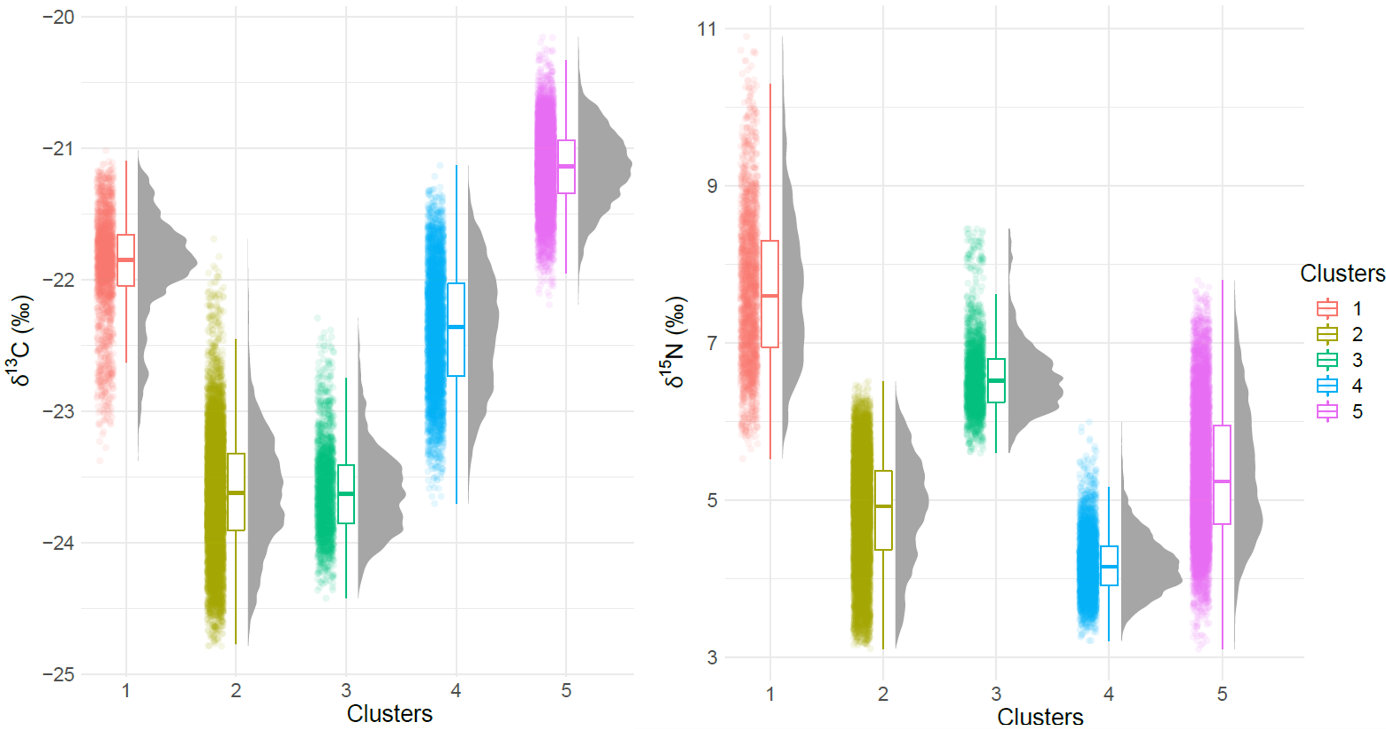 −20
−21
−22
−23
−24
−25
δ¹³C (‰)
1 2 3 4 5
Clusters
11
9
7
5
3
δ¹⁵N (‰)
1 2 3 4 5
Clusters
Clusters
1
2
3
4
5